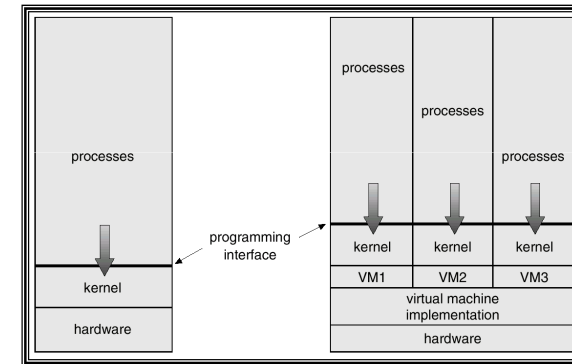 processes
kernel
hardware
programming
interface
processes
processes
processes
kernel kernel kernel
VM1 VM2 VM3
virtual machine
implementation
hardware